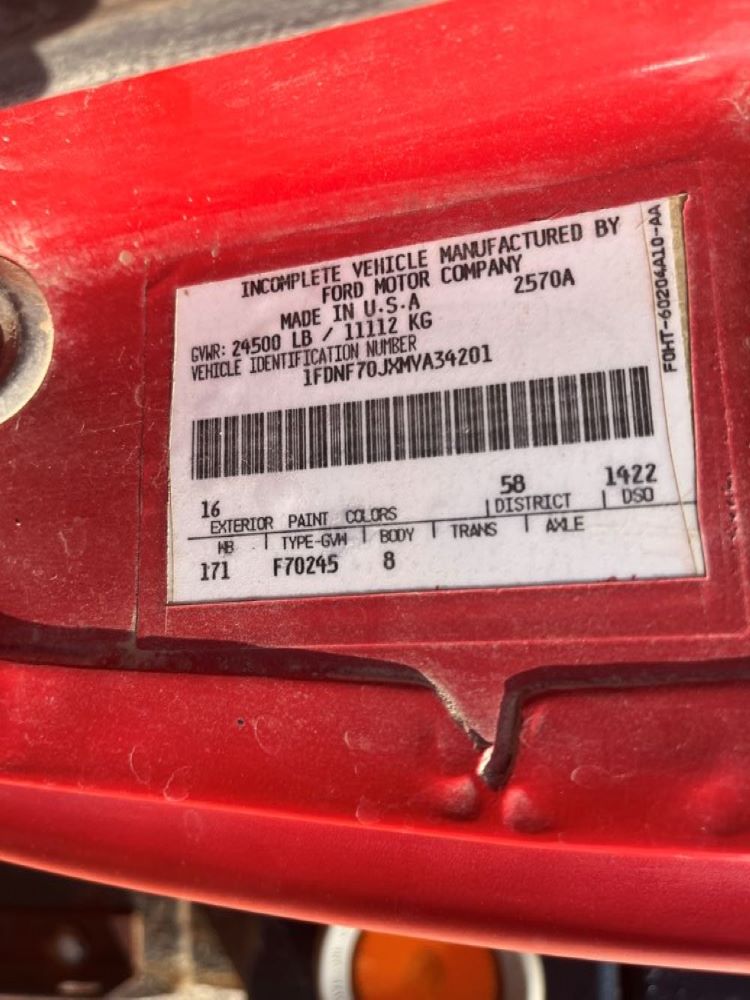 INCOMPLETE VEHICLE MANUFACTURED BY
FORD MOTOR COMPANY
MADE IN U.S.A 2570A
GVWR: 24500 LB / 11112 KG
VEHICLE IDENTIFICATION NUMBER
1FDNF70JXMVA34201
16 58 1422
EXTERIOR PAINT COLORS DISTRICT DSO
WB TYPE-GVW BODY TRANS AXLE
171 F70245 8
F0HT-60204A10-AA